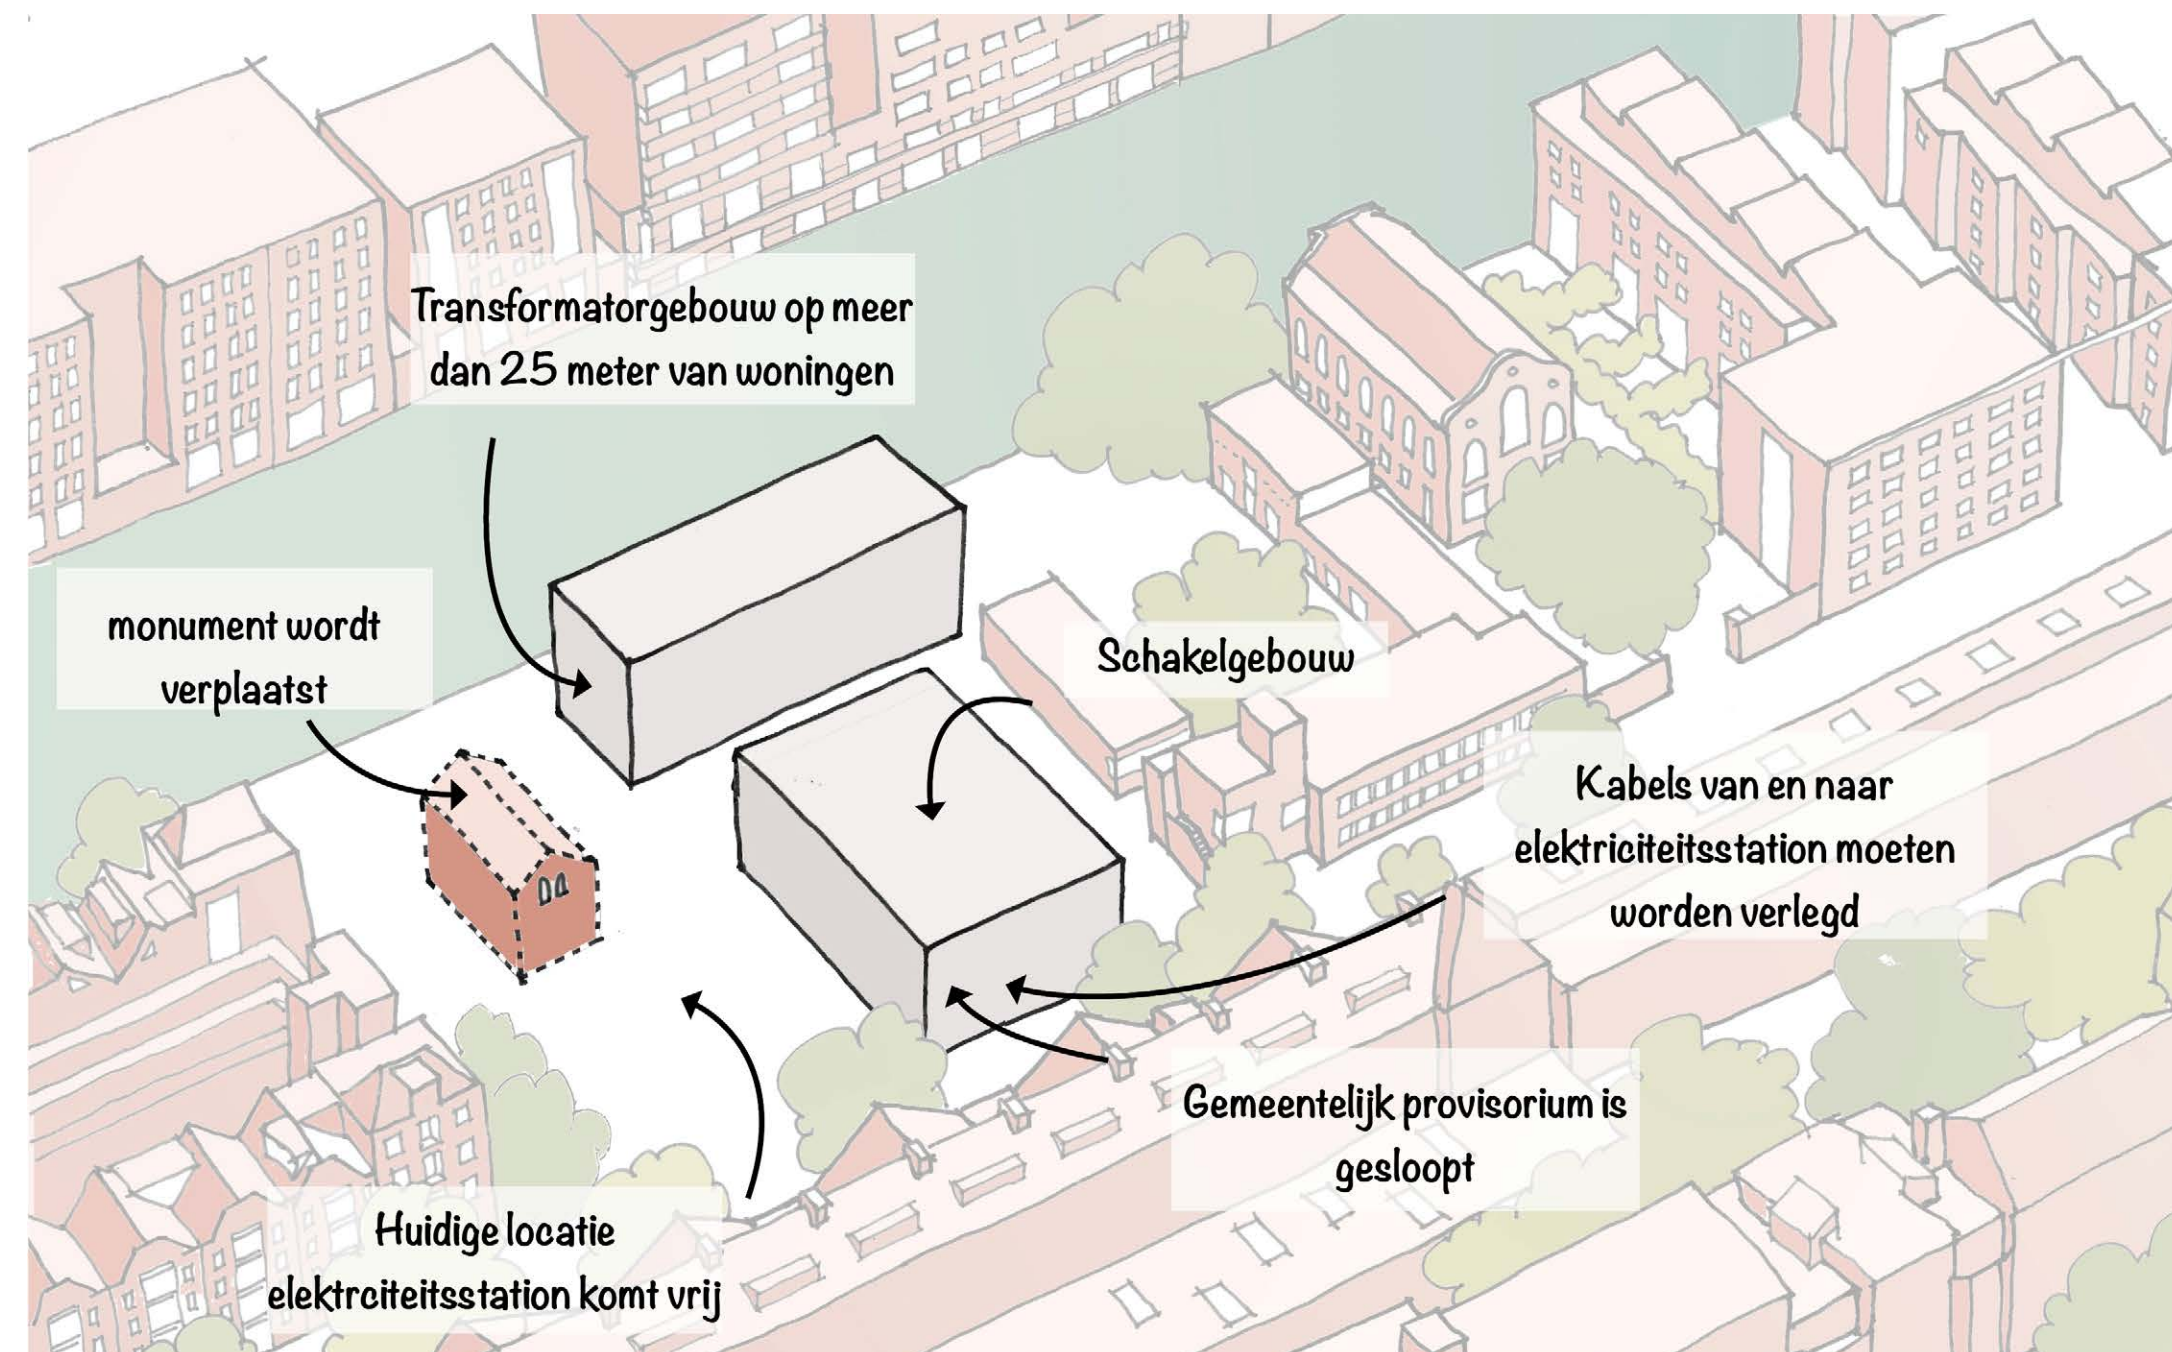 Transformatorgebouw op meer
dan 25 meter van woningen
monument wordt
verplaatst
Schakelgebouw
Kabels van en naar
elektriciteitsstation moeten
worden verlegd
Gemeentelijk provisorium is
gesloopt
Huidige locatie
elektrciteitsstation komt vrij